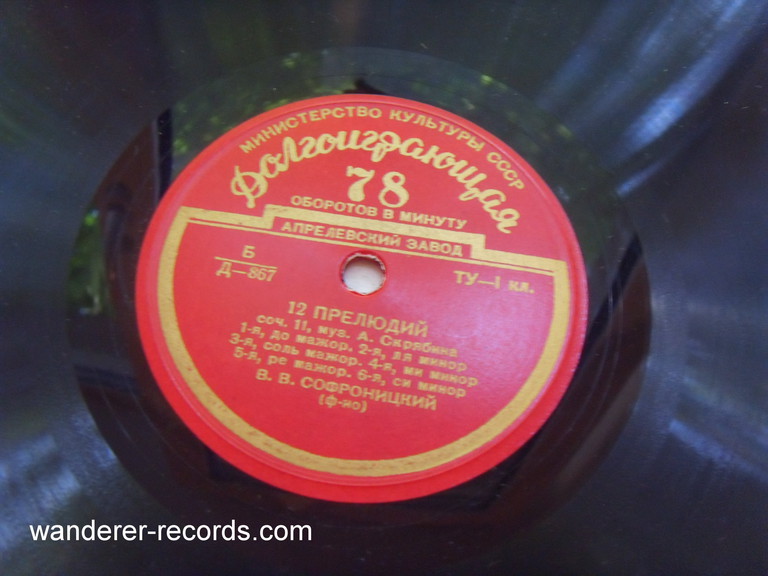 МИНИСТЕРСТВО КУЛЬТУРЫ СССР
Долгоиграющая
78
ОБОРОТОВ В МИНУТУ
АПРЕЛЕВСКИЙ ЗАВОД
Б
Д—867
ТУ—1 кл.
12 ПРЕЛЮДИЙ
соч. 11, муз. А. Скрябина
1-я, до мажор. 2-я, ля минор
3-я, соль мажор. 4-я, ми минор
5-я, ре мажор. 6-я, си минор
В. В. СОФРОНИЦКИЙ
(ф-но)
wanderer-records.com